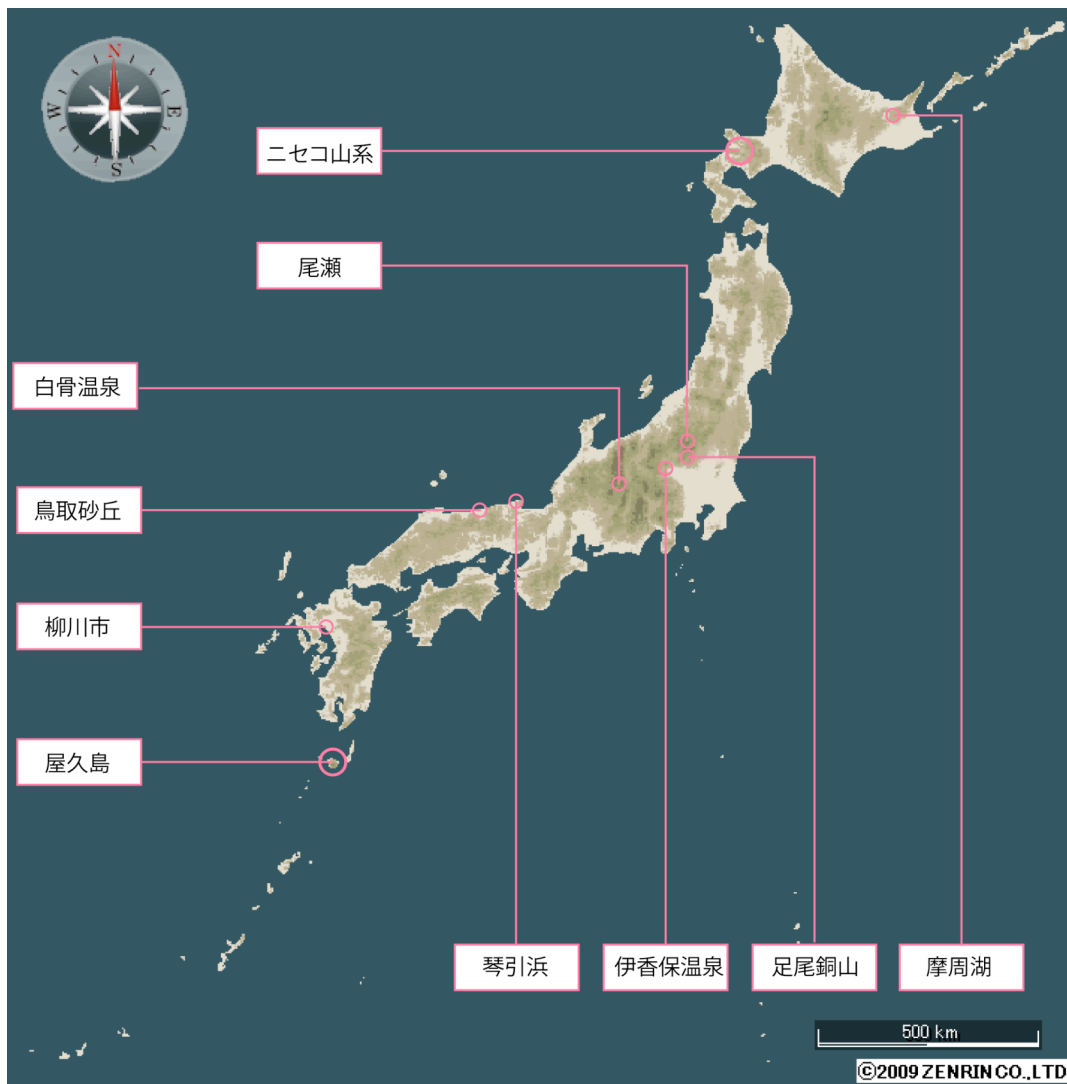 N
W
E
S
ニセコ山系
尾瀬
白骨温泉
鳥取砂丘
柳川市
屋久島
琴引浜
伊香保温泉
足尾銅山
摩周湖
500 km
©2009 ZENRIN CO.,LTD